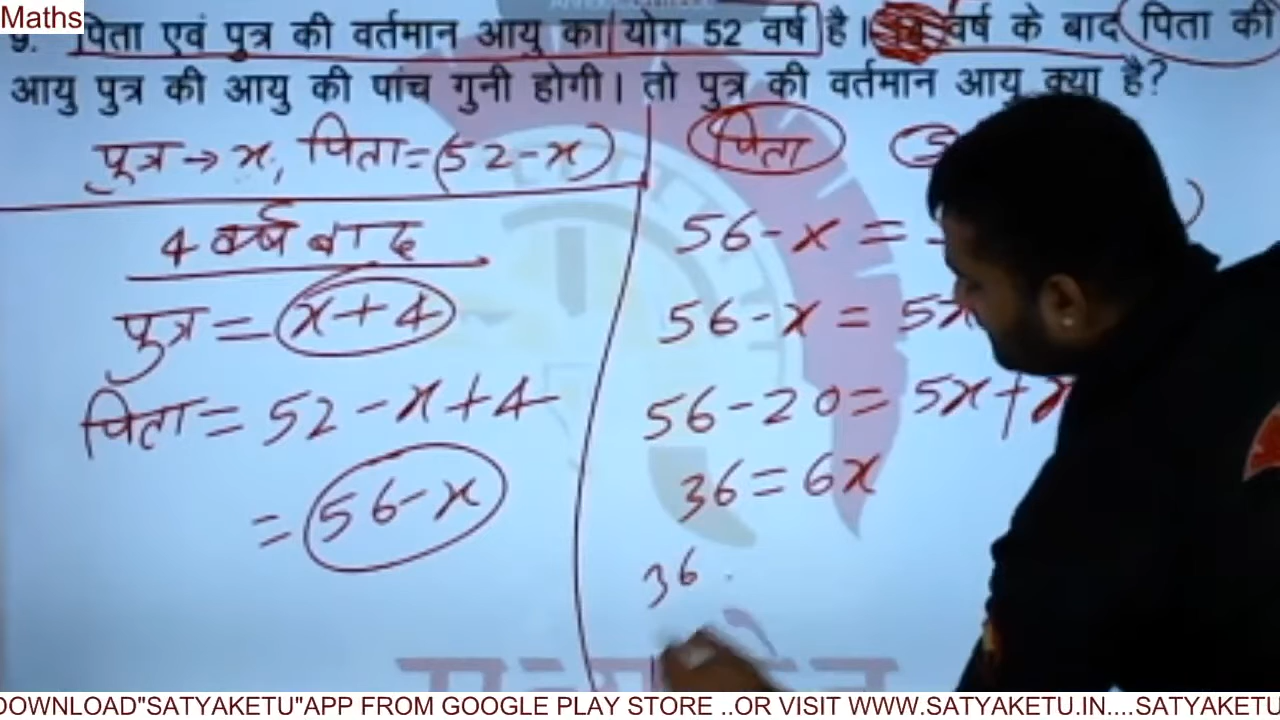 Maths
9. पिता एवं पुत्र की वर्तमान आयु का योग 52 वर्ष है। वर्ष के बाद पिता की
आयु पुत्र की आयु की पांच गुनी होगी। तो पुत्र की वर्तमान आयु क्या है?
पुत्र → x, पिता = (52-x)
4 वर्ष बाद
पुत्र = x+4
पिता = 52-x+4
= 56-x
पिता
56-x =
56-x = 5x
56-20 = 5x+x
36 = 6x
36
DOWNLOAD"SATYAKETU"APP FROM GOOGLE PLAY STORE ..OR VISIT WWW.SATYAKETU.IN....SATYAKETU